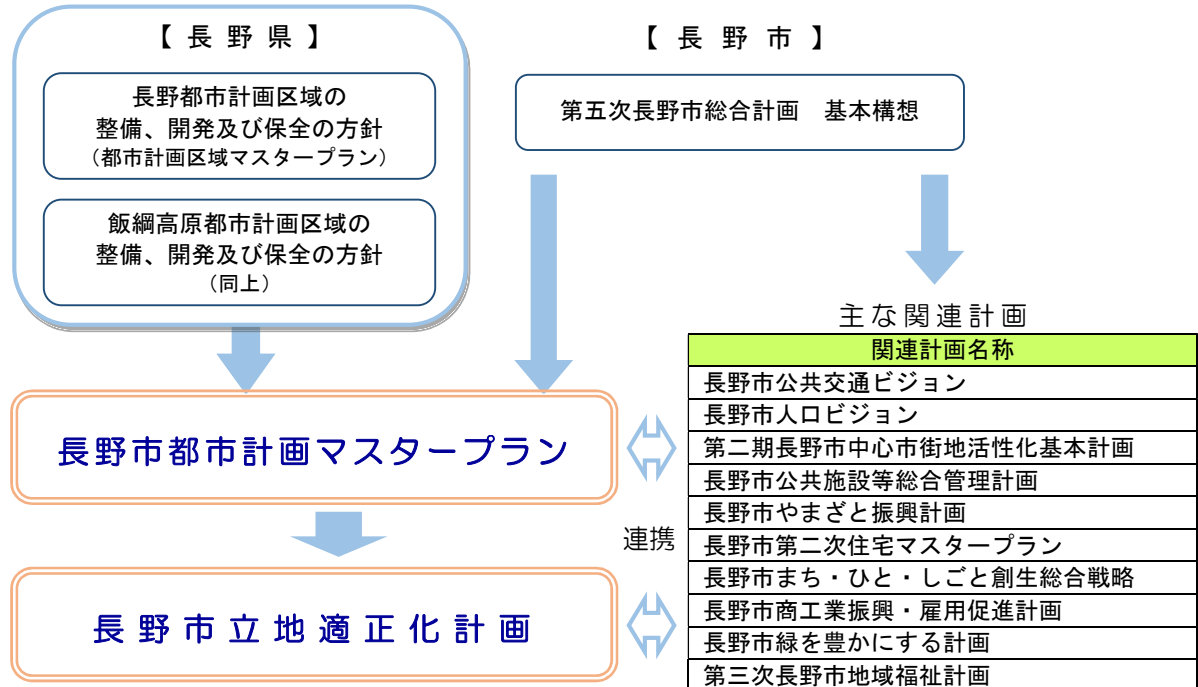 【長野県】
長野都市計画区域の
整備、開発及び保全の方針
（都市計画区域マスタープラン）
飯綱高原都市計画区域の
整備、開発及び保全の方針
（同上）
【長野市】
第五次長野市総合計画　基本構想
長野市都市計画マスタープラン
長野市立地適正化計画
連携
主な関連計画
関連計画名称
長野市公共交通ビジョン
長野市人口ビジョン
第二期長野市中心市街地活性化基本計画
長野市公共施設等総合管理計画
長野市やまざと振興計画
長野市第二次住宅マスタープラン
長野市まち・ひと・しごと創生総合戦略
長野市商工業振興・雇用促進計画
長野市緑を豊かにする計画
第三次長野市地域福祉計画